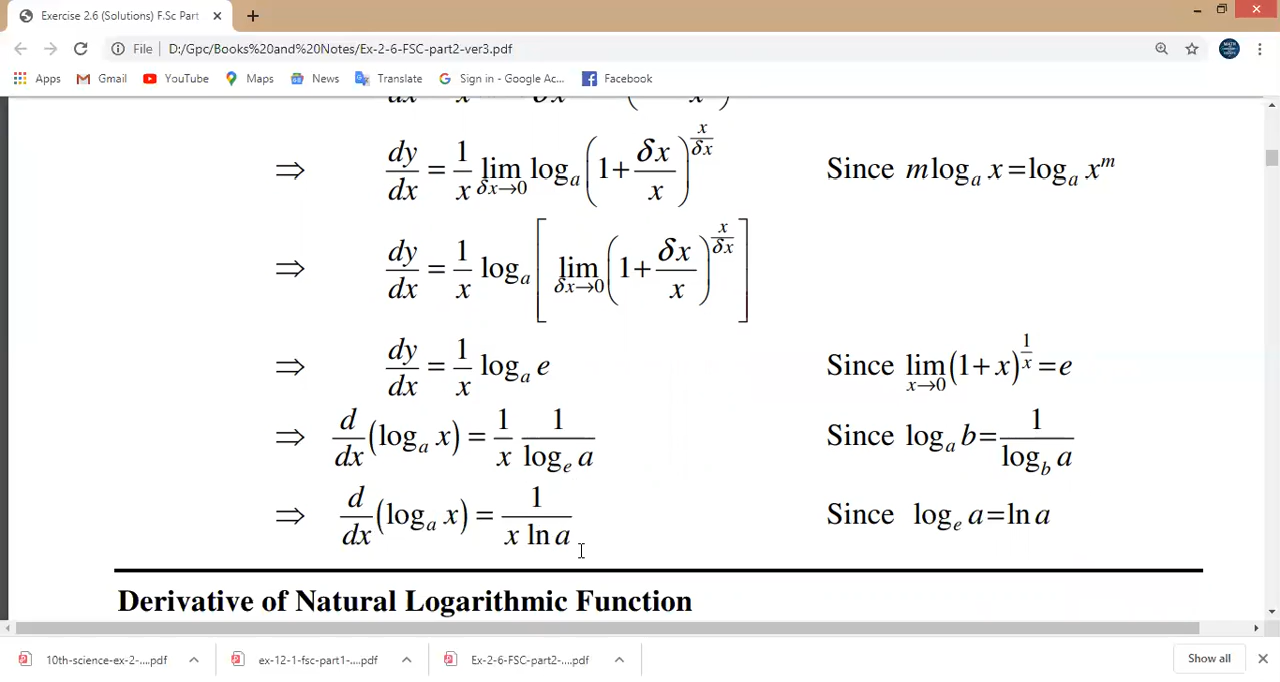 Exercise 2.6 (Solutions) F.Sc Part
File | D:/Gpc/Books%20and%20Notes/Ex-2-6-FSC-part2-ver3.pdf
Apps Gmail YouTube Maps News Translate Sign in - Google Ac... Facebook
⇒ dy/dx = 1/x lim_{δx→0} log_a (1 + δx/x)^{x/δx} Since m log_a x = log_a x^m
⇒ dy/dx = 1/x log_a [ lim_{δx→0} (1 + δx/x)^{x/δx} ]
⇒ dy/dx = 1/x log_a e Since lim_{x→0} (1 + x)^{1/x} = e
⇒ d/dx (log_a x) = 1/x 1/log_e a Since log_a b = 1/log_b a
⇒ d/dx (log_a x) = 1/(x ln a) Since log_e a = ln a
Derivative of Natural Logarithmic Function
10th-science-ex-2-....pdf ex-12-1-fsc-part1-....pdf Ex-2-6-FSC-part2-....pdf Show all